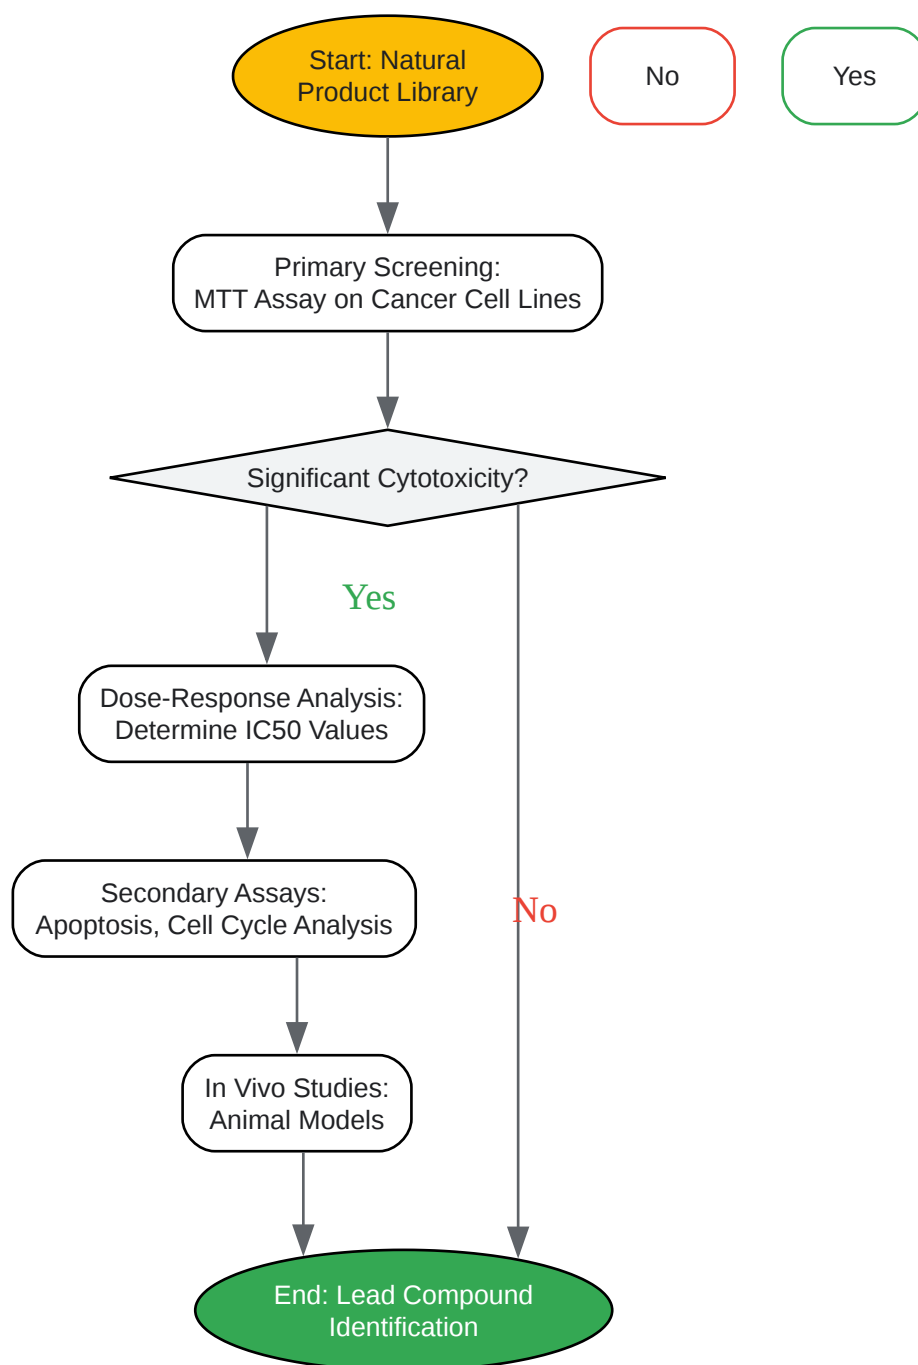 Start: Natural
Product Library
No
Yes
Primary Screening:
MTT Assay on Cancer Cell Lines
Significant Cytotoxicity?
Yes
Dose-Response Analysis:
Determine IC50 Values
Secondary Assays:
Apoptosis, Cell Cycle Analysis
No
In Vivo Studies:
Animal Models
End: Lead Compound
Identification